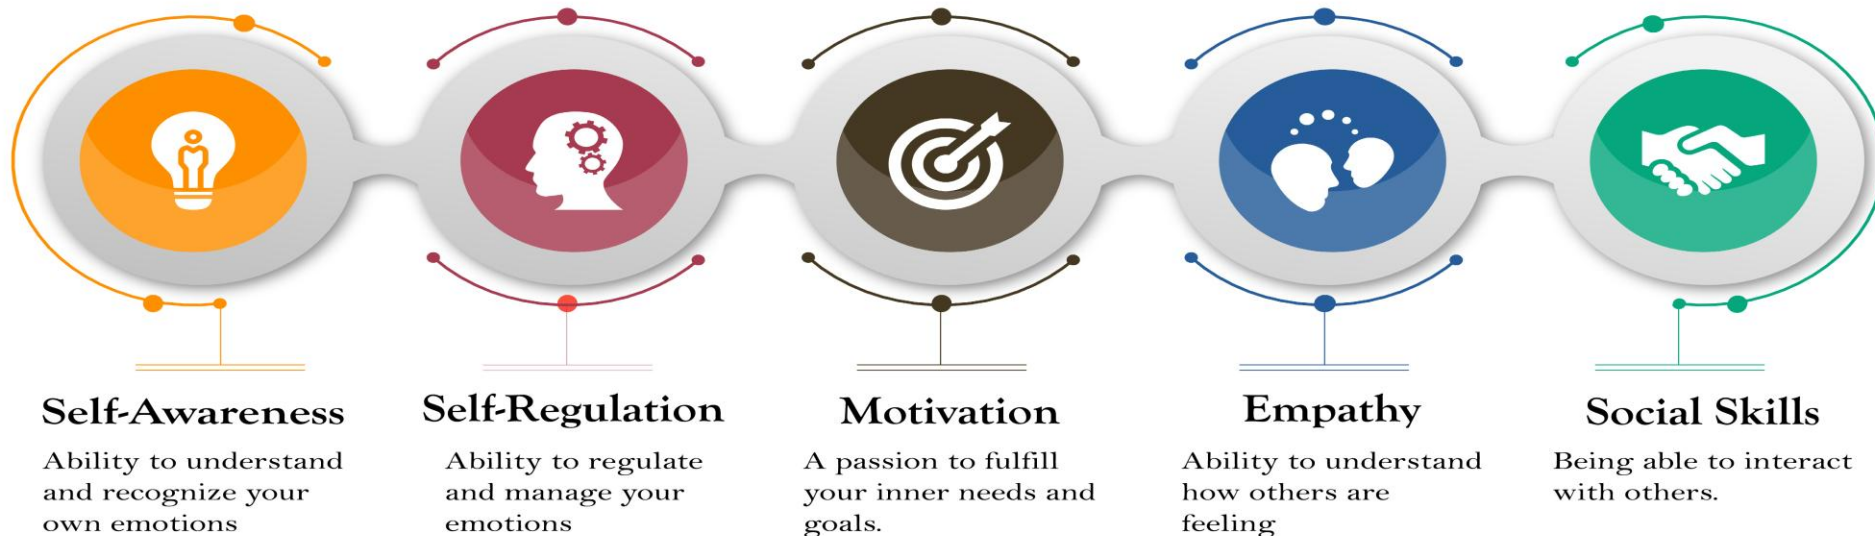 Self-Awareness
Ability to understand
and recognize your
own emotions
Self-Regulation
Ability to regulate
and manage your
emotions
Motivation
A passion to fulfill
your inner needs and
goals.
Empathy
Ability to understand
how others are
feeling
Social Skills
Being able to interact
with others.